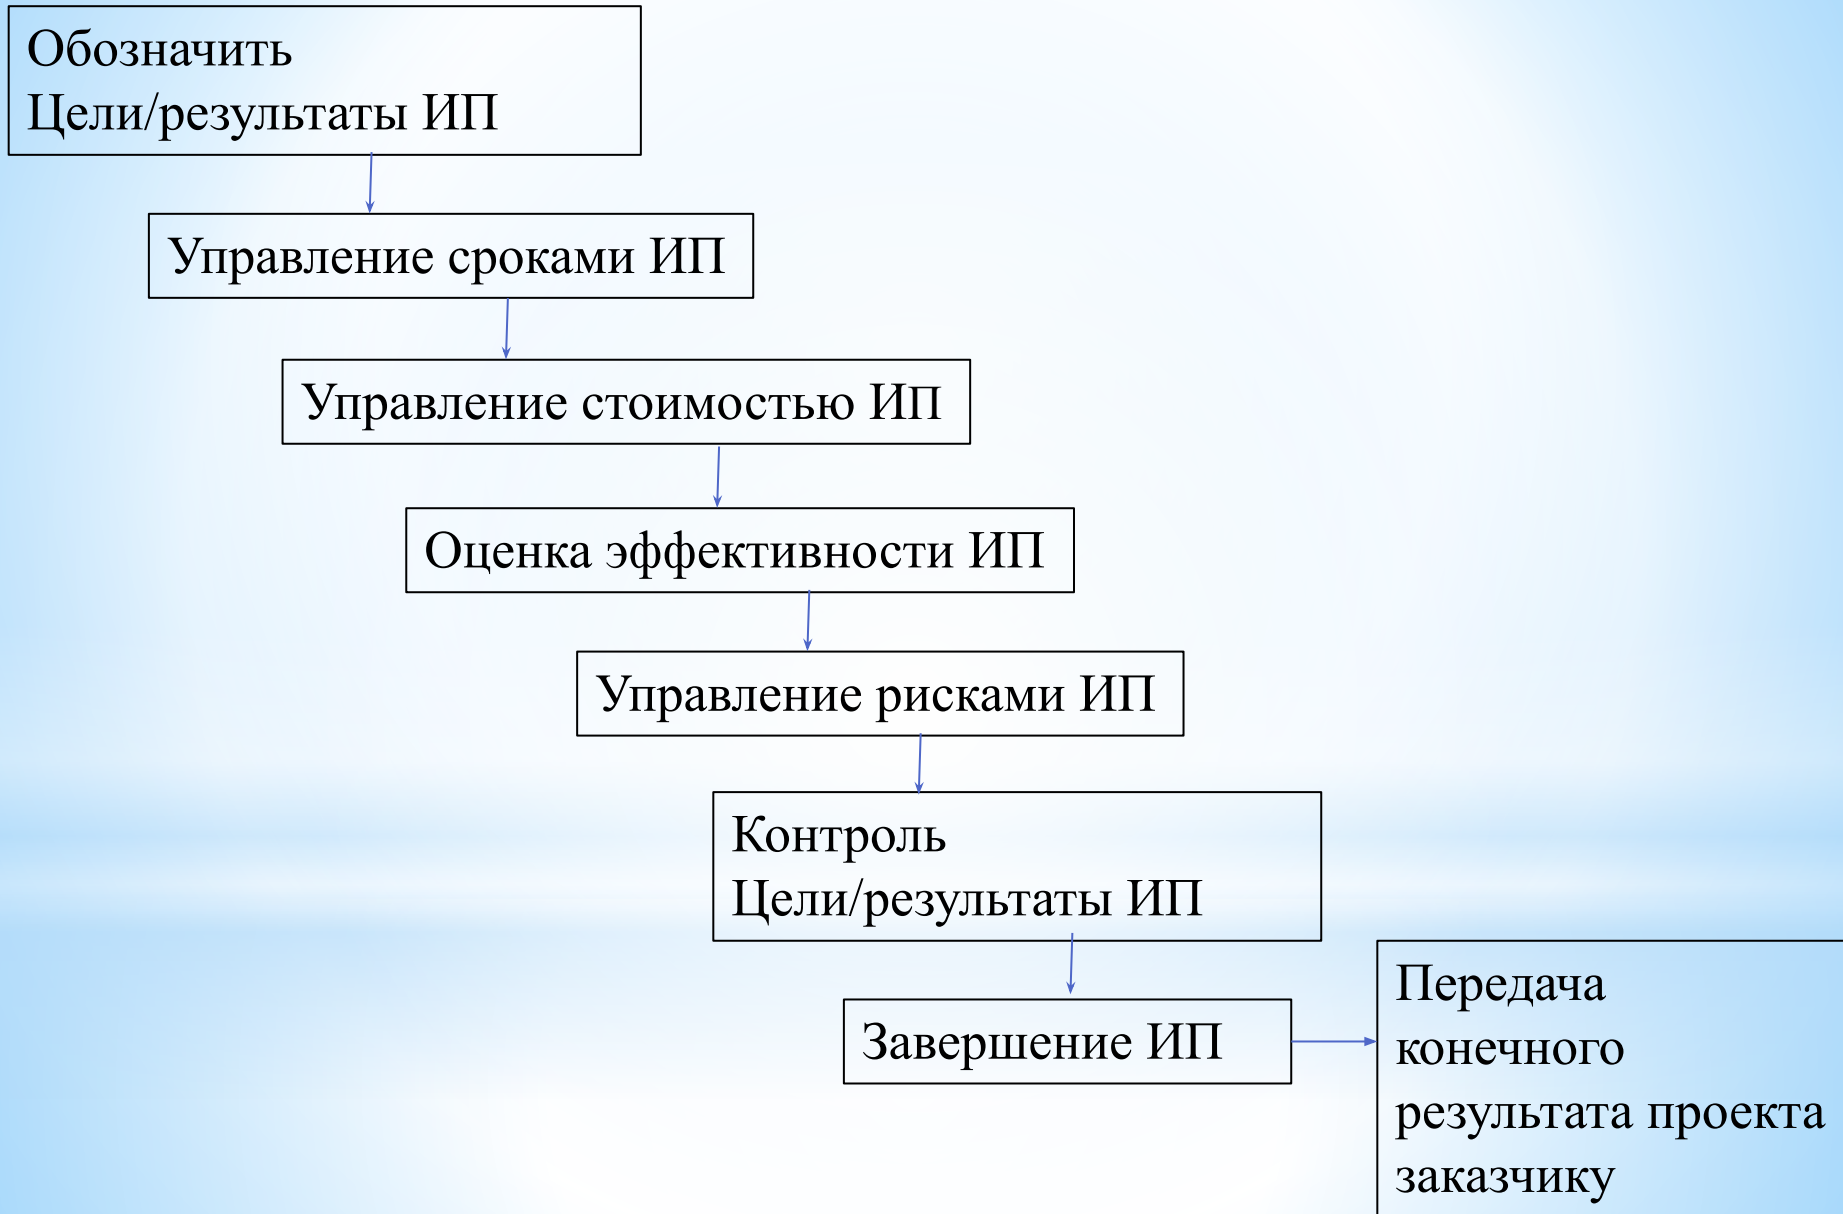 Обозначить
Цели/результаты ИП
Управление сроками ИП
Управление стоимостью ИП
Оценка эффективности ИП
Управление рисками ИП
Контроль
Цели/результаты ИП
Завершение ИП
Передача
конечного
результата проекта
заказчику